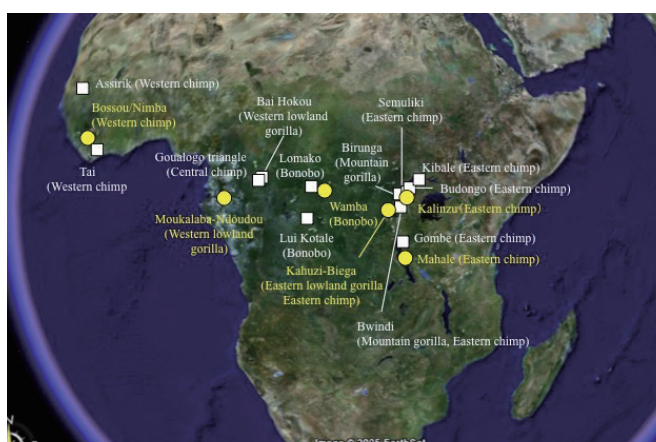 Assirik (Western chimp)
Bossou/Nimba
(Western chimp)
Tai
(Western chimp
Bai Hokou
(Western lowland
gorilla)
Goualogo triangle
(Central chimp)
Moukalaba-Ndoudou
(Western lowland
gorilla)
Lomako
(Bonobo)
Wamba
(Bonobo)
Lui Kotale
(Bonobo)
Semuliki
(Eastern chimp)
Birunga
(Mountain
gorilla)
Kibale (Eastern chimp)
Budongo (Eastern chimp)
Kalinzu(Eastern chimp)
Kahuzi-Biega
(Eastern lowland gorilla
Eastern chimp)
Gombe (Eastern chimp)
Mahale (Eastern chimp)
Bwindi
(Mountain gorilla, Eastern chimp)